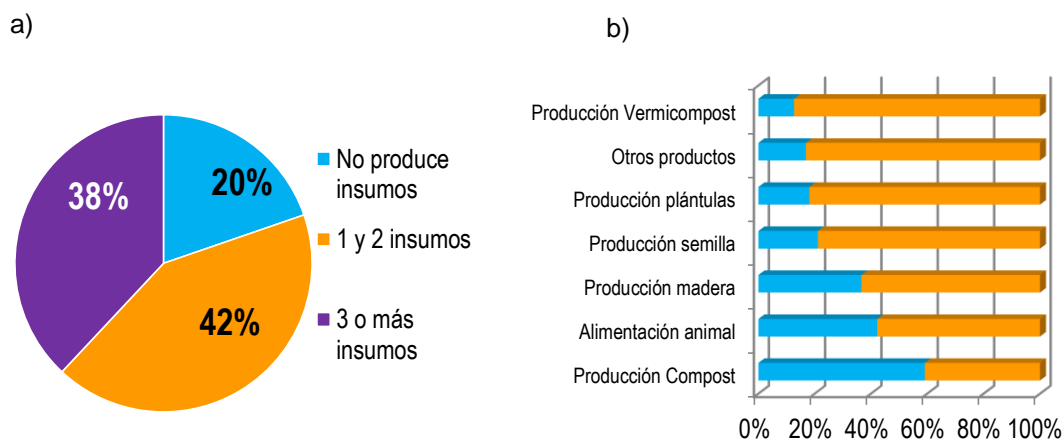 a)
20%
42%
38%
No produce
insumos
1 y 2 insumos
3 o más
insumos
b)
Producción Vermicompost
Otros productos
Producción plántulas
Producción semilla
Producción madera
Alimentación animal
Producción Compost
0% 20% 40% 60% 80% 100%